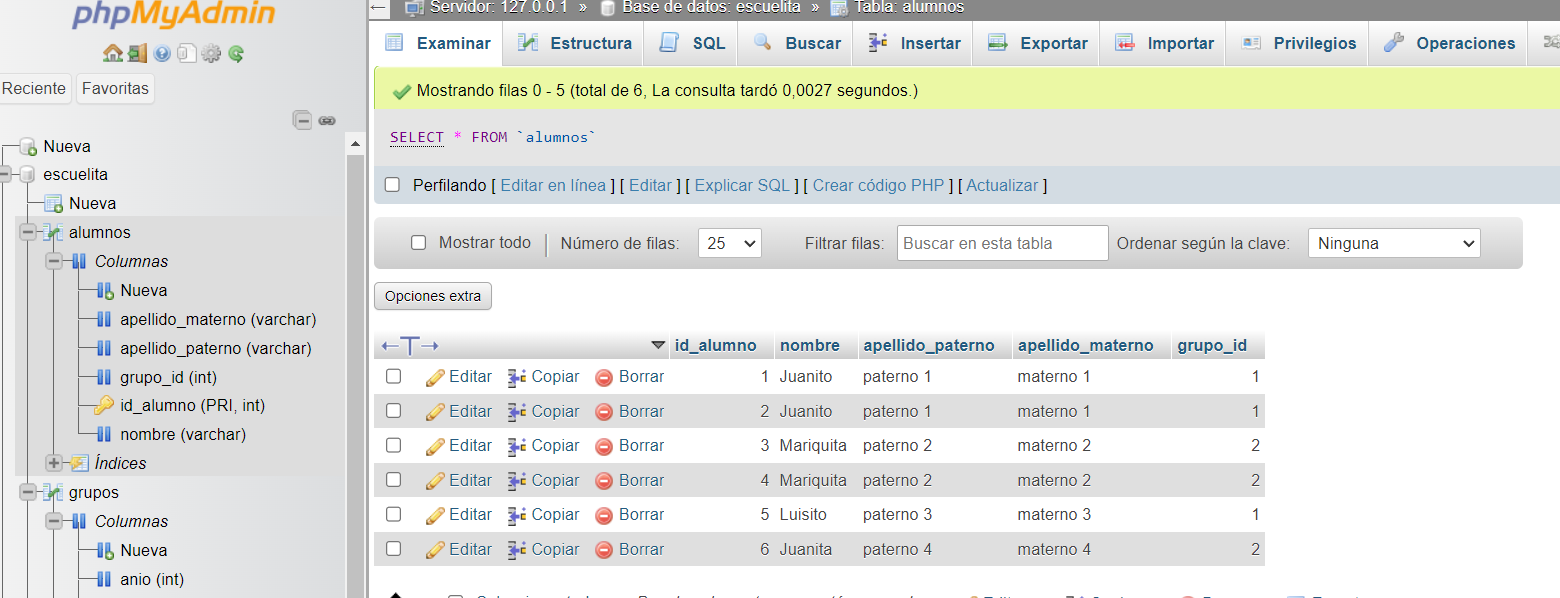 phpMyAdmin
Reciente Favoritas
Nueva
escuelita
Nueva
alumnos
Columnas
Nueva
apellido_materno (varchar)
apellido_paterno (varchar)
grupo_id (int)
id_alumno (PRI, int)
nombre (varchar)
Índices
grupos
Columnas
Nueva
anio (int)
Servidor: 127.0.0.1 » Base de datos: escuelita » Tabla: alumnos
Examinar Estructura SQL Buscar Insertar Exportar Importar Privilegios Operaciones
Mostrando filas 0 - 5 (total de 6, La consulta tardó 0,0027 segundos.)
SELECT * FROM `alumnos`
Perfilando [ Editar en línea ] [ Editar ] [ Explicar SQL ] [ Crear código PHP ] [ Actualizar ]
Mostrar todo | Número de filas: 25 Filtrar filas: Buscar en esta tabla Ordenar según la clave: Ninguna
Opciones extra
←T→ id_alumno nombre apellido_paterno apellido_materno grupo_id
Editar Copiar Borrar 1 Juanito paterno 1 materno 1 1
Editar Copiar Borrar 2 Juanito paterno 1 materno 1 1
Editar Copiar Borrar 3 Mariquita paterno 2 materno 2 2
Editar Copiar Borrar 4 Mariquita paterno 2 materno 2 2
Editar Copiar Borrar 5 Luisito paterno 3 materno 3 1
Editar Copiar Borrar 6 Juanita paterno 4 materno 4 2